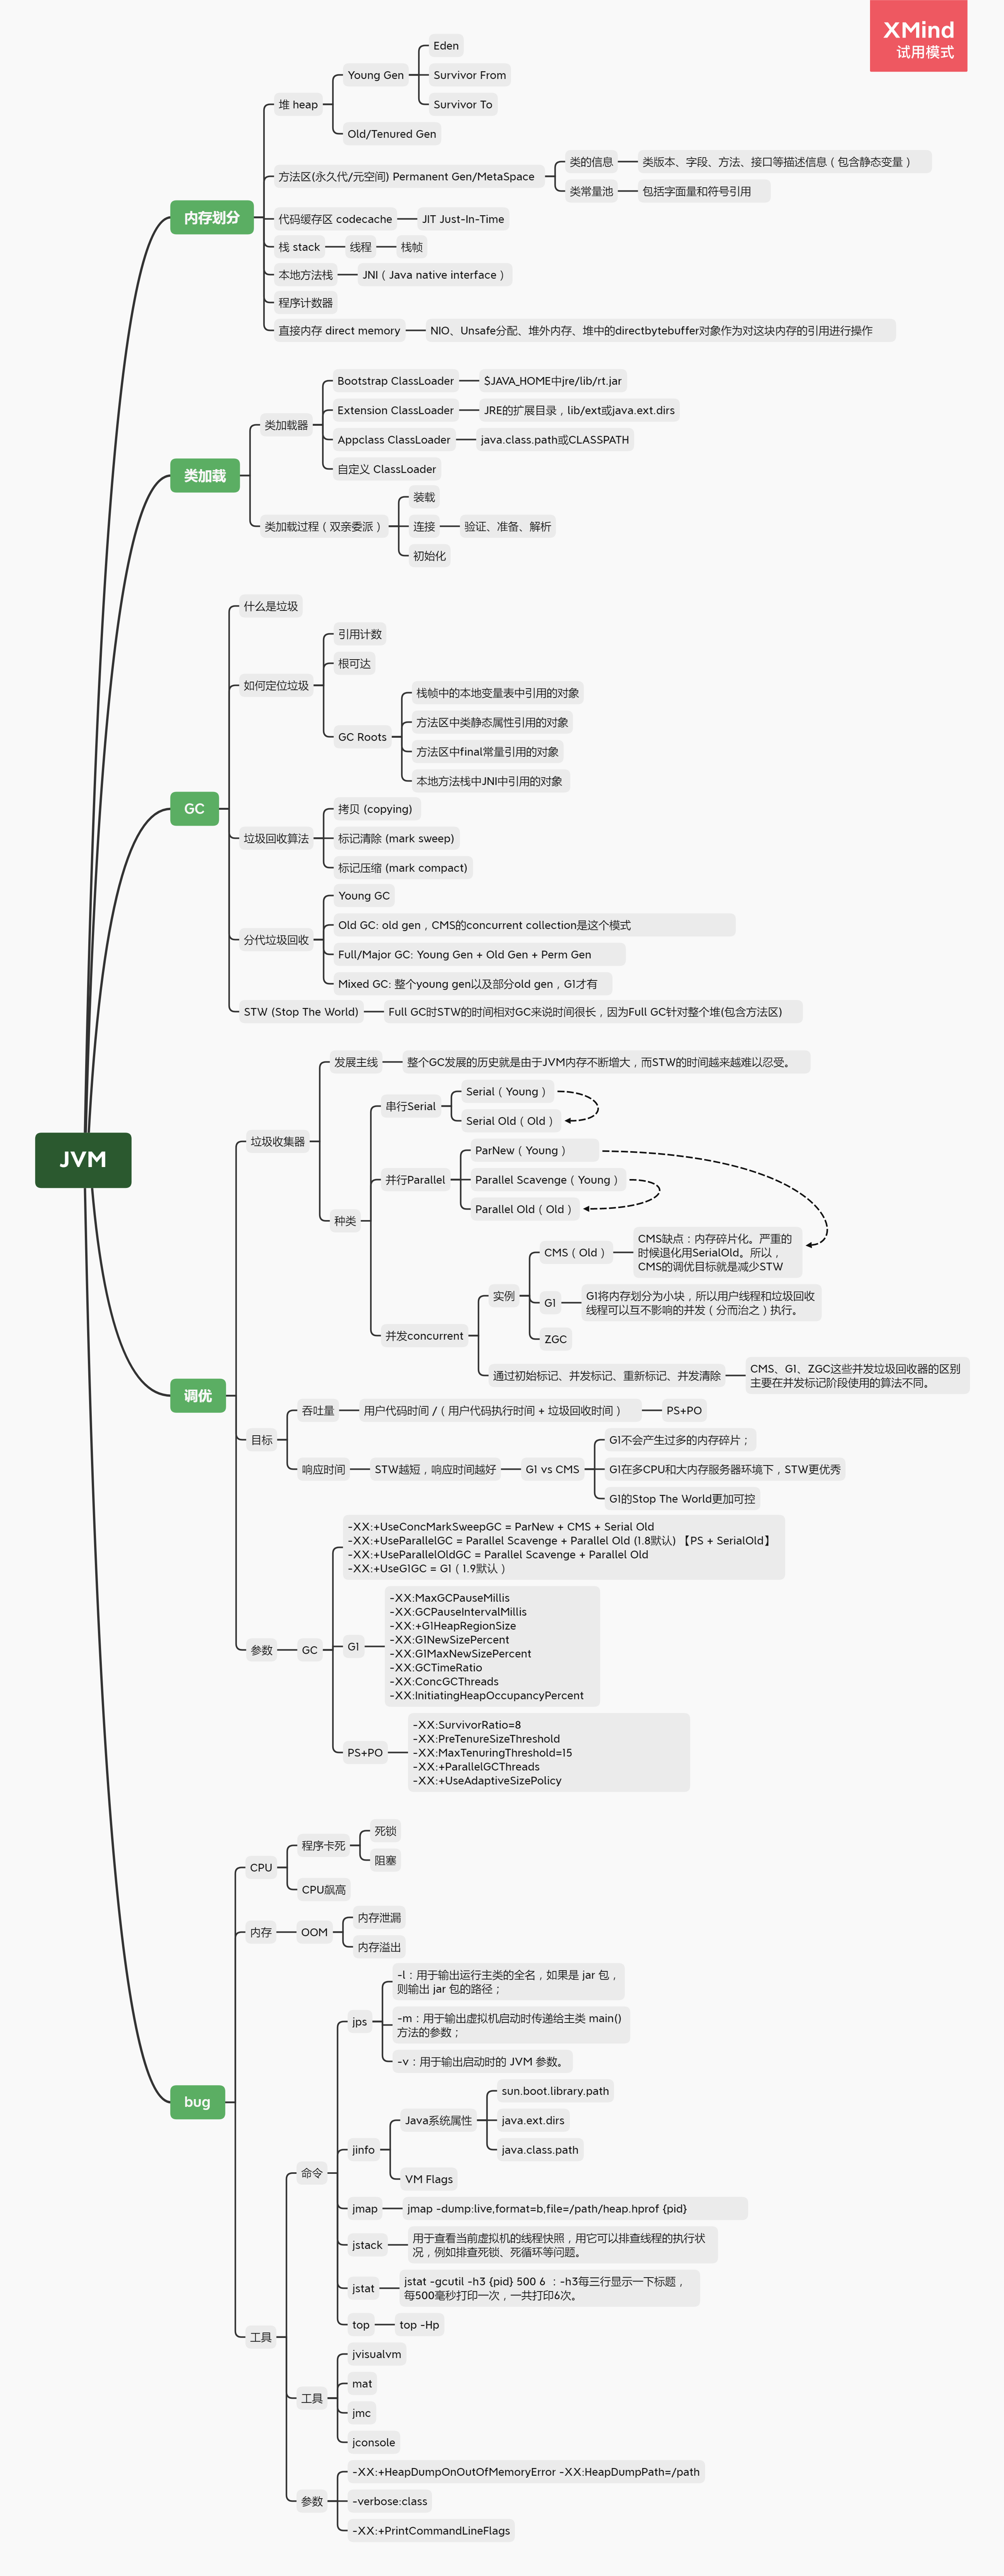 XMind
试用模式
JVM
内存划分
堆 heap
Young Gen
Eden
Survivor From
Survivor To
Old/Tenured Gen
方法区(永久代/元空间) Permanent Gen/MetaSpace
类的信息
类版本、字段、方法、接口等描述信息（包含静态变量）
类常量池
包括字面量和符号引用
代码缓存区 codecache
JIT Just-In-Time
栈 stack
线程
栈帧
本地方法栈
JNI（Java native interface）
程序计数器
直接内存 direct memory
NIO、Unsafe分配、堆外内存、堆中的directbytebuffer对象作为对这块内存的引用进行操作
类加载
类加载器
Bootstrap ClassLoader
$JAVA_HOME中jre/lib/rt.jar
Extension ClassLoader
JRE的扩展目录，lib/ext或java.ext.dirs
Appclass ClassLoader
java.class.path或CLASSPATH
自定义 ClassLoader
类加载过程（双亲委派）
装载
连接
验证、准备、解析
初始化
GC
什么是垃圾
如何定位垃圾
引用计数
根可达
GC Roots
栈帧中的本地变量表中引用的对象
方法区中类静态属性引用的对象
方法区中final常量引用的对象
本地方法栈中JNI中引用的对象
垃圾回收算法
拷贝 (copying)
标记清除 (mark sweep)
标记压缩 (mark compact)
分代垃圾回收
Young GC
Old GC: old gen，CMS的concurrent collection是这个模式
Full/Major GC: Young Gen + Old Gen + Perm Gen
Mixed GC: 整个young gen以及部分old gen，G1才有
STW (Stop The World)
Full GC时STW的时间相对GC来说时间很长，因为Full GC针对整个堆(包含方法区)
调优
垃圾收集器
发展主线
整个GC发展的历史就是由于JVM内存不断增大，而STW的时间越来越难以忍受。
种类
串行Serial
Serial（Young）
Serial Old（Old）
并行Parallel
ParNew（Young）
Parallel Scavenge（Young）
Parallel Old（Old）
并发concurrent
实例
CMS（Old）
CMS缺点：内存碎片化。严重的
时候退化用SerialOld。所以，
CMS的调优目标就是减少STW
G1
G1将内存划分为小块，所以用户线程和垃圾回收
线程可以互不影响的并发（分而治之）执行。
ZGC
通过初始标记、并发标记、重新标记、并发清除
CMS、G1、ZGC这些并发垃圾回收器的区别
主要在并发标记阶段使用的算法不同。
目标
吞吐量
用户代码时间 /（用户代码执行时间 + 垃圾回收时间）
PS+PO
响应时间
STW越短，响应时间越好
G1 vs CMS
G1不会产生过多的内存碎片；
G1在多CPU和大内存服务器环境下，STW更优秀
G1的Stop The World更加可控
参数
GC
-XX:+UseConcMarkSweepGC = ParNew + CMS + Serial Old
-XX:+UseParallelGC = Parallel Scavenge + Parallel Old (1.8默认) 【PS + SerialOld】
-XX:+UseParallelOldGC = Parallel Scavenge + Parallel Old
-XX:+UseG1GC = G1（1.9默认）
G1
-XX:MaxGCPauseMillis
-XX:GCPauseIntervalMillis
-XX:+G1HeapRegionSize
-XX:G1NewSizePercent
-XX:G1MaxNewSizePercent
-XX:GCTimeRatio
-XX:ConcGCThreads
-XX:InitiatingHeapOccupancyPercent
PS+PO
-XX:SurvivorRatio=8
-XX:PreTenureSizeThreshold
-XX:MaxTenuringThreshold=15
-XX:+ParallelGCThreads
-XX:+UseAdaptiveSizePolicy
bug
CPU
程序卡死
死锁
阻塞
CPU飙高
内存
OOM
内存泄漏
内存溢出
工具
命令
jps
-l：用于输出运行主类的全名，如果是 jar 包，
则输出 jar 包的路径；
-m：用于输出虚拟机启动时传递给主类 main()
方法的参数；
-v：用于输出启动时的 JVM 参数。
jinfo
Java系统属性
sun.boot.library.path
java.ext.dirs
java.class.path
VM Flags
jmap
jmap -dump:live,format=b,file=/path/heap.hprof {pid}
jstack
用于查看当前虚拟机的线程快照，用它可以排查线程的执行状
况，例如排查死锁、死循环等问题。
jstat
jstat -gcutil -h3 {pid} 500 6 ：-h3每三行显示一下标题，
每500毫秒打印一次，一共打印6次。
top
top -Hp
工具
jvisualvm
mat
jmc
jconsole
参数
-XX:+HeapDumpOnOutOfMemoryError -XX:HeapDumpPath=/path
-verbose:class
-XX:+PrintCommandLineFlags